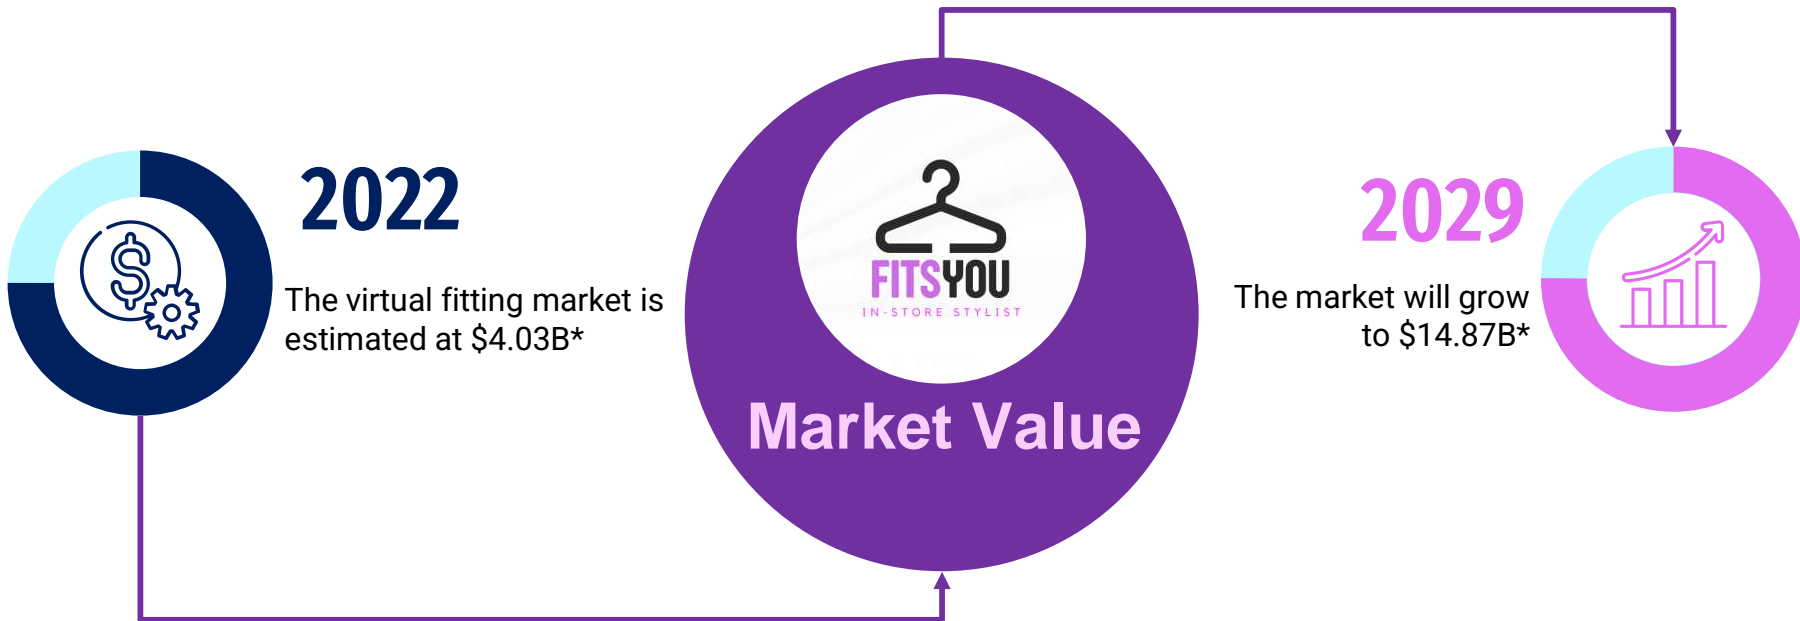 2022
The virtual fitting market is
estimated at $4.03B*
FITSYOU
IN-STORE STYLIST
Market Value
2029
The market will grow
to $14.87B*